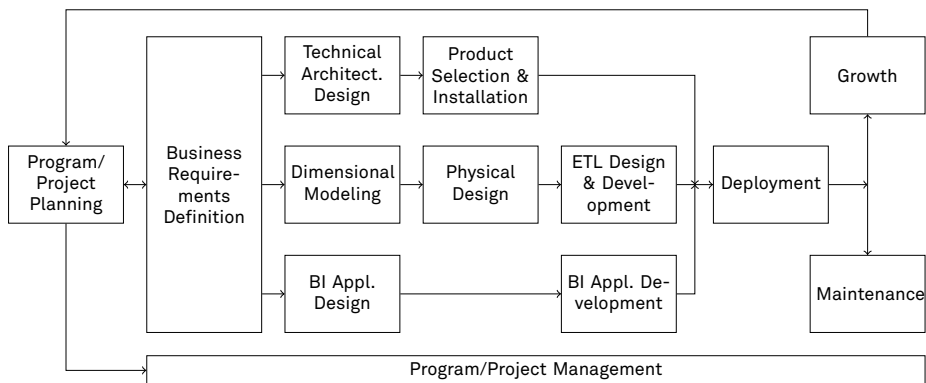 Technical
Architect.
Design
Product
Selection &
Installation
Growth
Program/
Project
Planning
Business
Require-
ments
Definition
Dimensional
Modeling
Physical
Design
ETL Design
& Devel-
opment
Deployment
BI Appl.
Design
BI Appl. De-
velopment
Maintenance
Program/Project Management